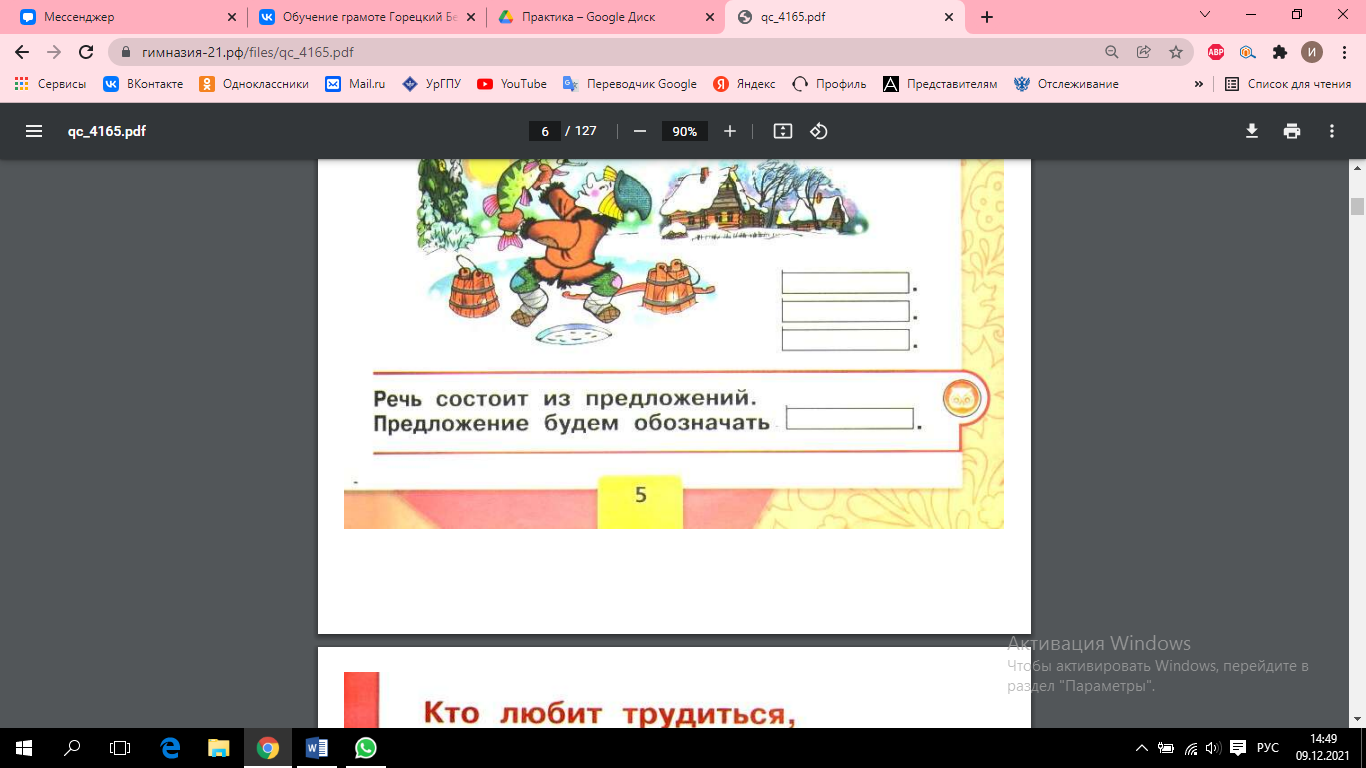 Мессенджер
Обучение грамоте Горецкий Бе
Практика – Google Диск
qc_4165.pdf
гимназия-21.рф/files/qc_4165.pdf
ABP
И
Сервисы
ВКонтакте
Одноклассники
Mail.ru
УрГПУ
YouTube
Переводчик Google
Яндекс
Профиль
Представителям
Отслеживание
»
Список для чтения
qc_4165.pdf
6 / 127
90%
Речь состоит из предложений.
Предложение будем обозначать .
5
Активация Windows
Чтобы активировать Windows, перейдите в
раздел "Параметры".
Кто любит трудиться,
РУС
14:49
09.12.2021